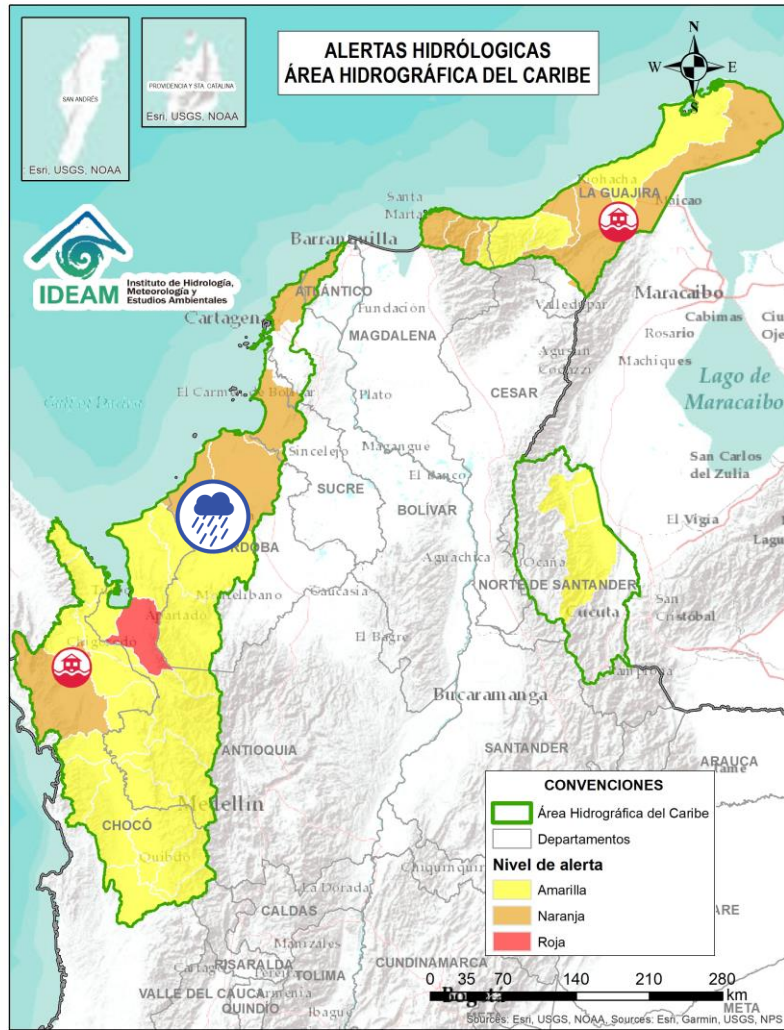 ALERTAS HIDRÓLOGICAS
ÁREA HIDROGRÁFICA DEL CARIBE
N
W E
S
SAN ANDRÉS
Esri, USGS, NOAA
PROVIDENCIA Y STA. CATALINA
Esri, USGS, NOAA
IDEAM
Instituto de Hidrología,
Meteorología y
Estudios Ambientales
Santa
Marta
LA GUAJIRA
Maicao
Barranquilla
ATLÁNTICO
Fundación
Valledupar
Maracaibo
Cabimas
Rosario
Machiques
MAGDALENA
Agustín
Codazzi
CESAR
Lago de
Maracaibo
El Carmen de Bolívar
Plato
Sincelejo
Magangue
El Banco
SUCRE
BOLÍVAR
San Carlos
del Zulia
El Vigía
Aguachica
Ocaña
NORTE DE SANTANDER
San
Cristóbal
Montelibano
Caucasia
Apartado
Chigorodó
El Bagre
Bucaramanga
ANTIOQUIA
SANTANDER
ARAUCA
CHOCÓ
Medellín
Quibdó
La Dorada
CALDAS
Manizales
RISARALDA
Pereira
TOLIMA
CUNDINAMARCA
VALLE DEL CAUCA
Armenia
QUINDÍO
Ibague
Bogotá
META
META
CONVENCIONES
Área Hidrográfica del Caribe
Departamentos
Nivel de alerta
Amarilla
Naranja
Roja
0 35 70 140 210 280
km
Sources: Esri, USGS, NOAA, Sources: Esri, Garmin, USGS, NPS